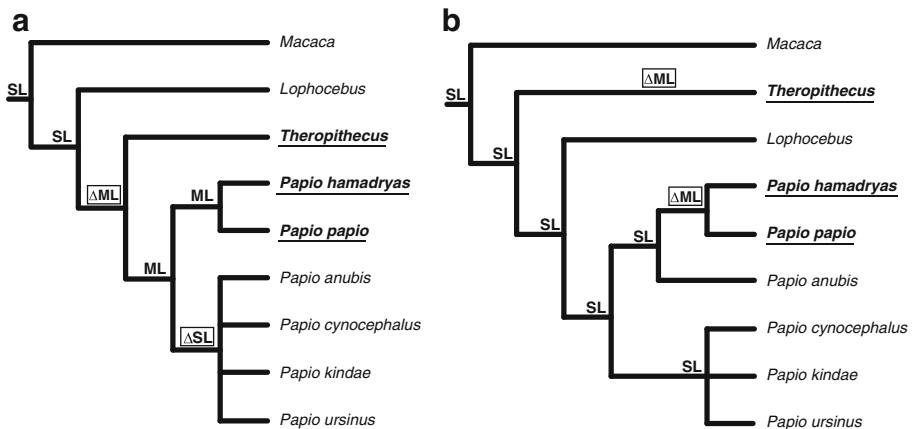 a
Macaca
SL
Lophocebus
SL
Theropithecus
ΔML
Papio hamadryas
ML
Papio papio
ML
Papio anubis
ΔSL
Papio cynocephalus
Papio kindae
Papio ursinus
b
Macaca
SL
ΔML
Theropithecus
SL
Lophocebus
Papio hamadryas
ΔML
SL
Papio papio
SL
SL
Papio anubis
Papio cynocephalus
SL
Papio kindae
Papio ursinus